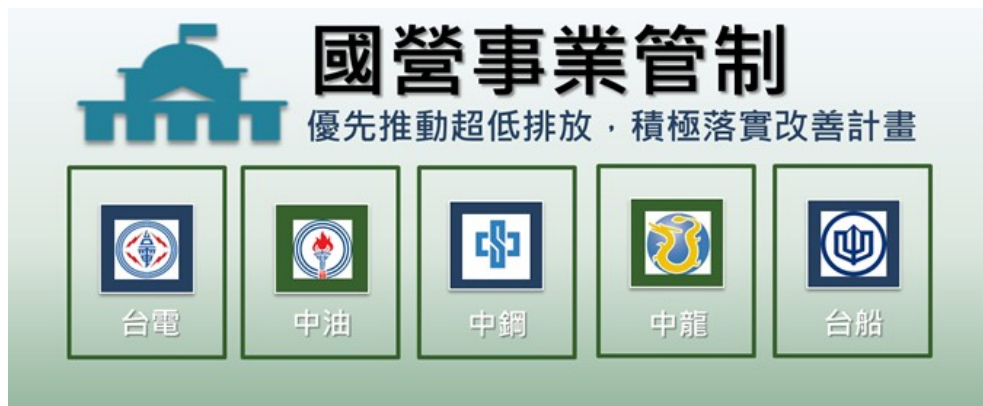 國營事業管制
優先推動超低排放，積極落實改善計畫
台電
中油
中鋼
中龍
台船